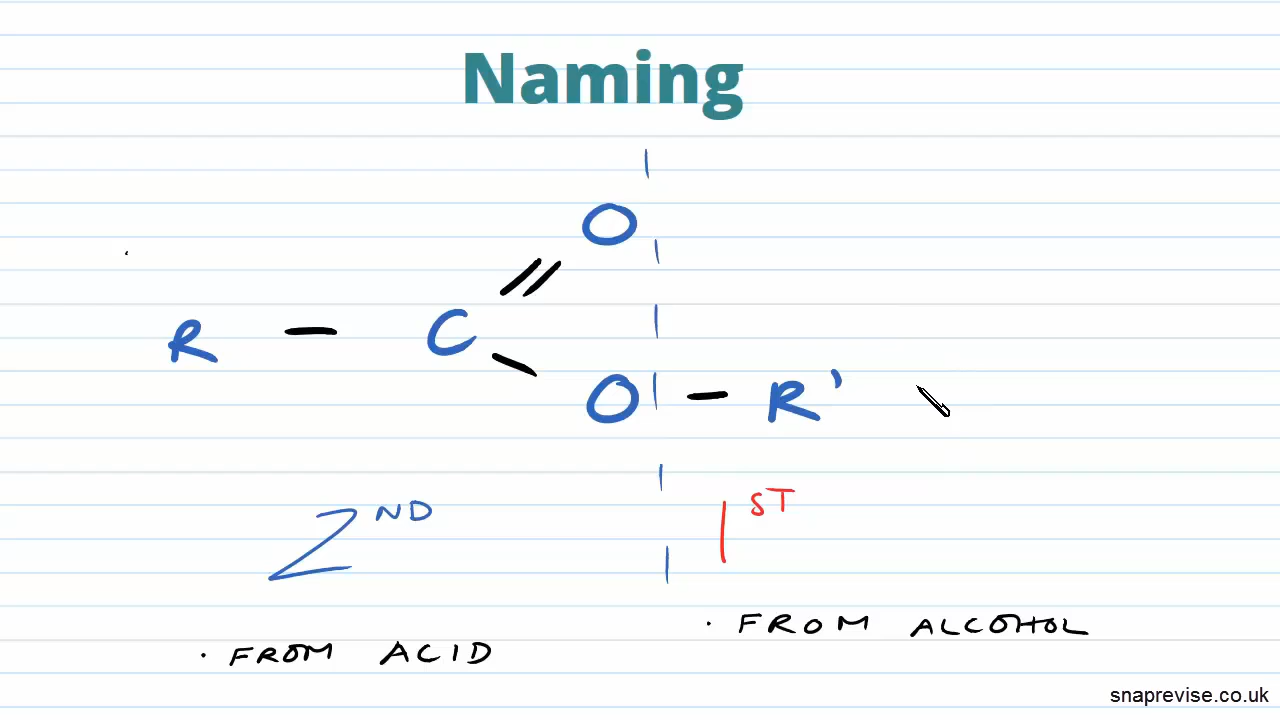 Naming
O
R — C
O — R'
2ND
1ST
· FROM ALCOHOL
· FROM ACID
snaprevise.co.uk